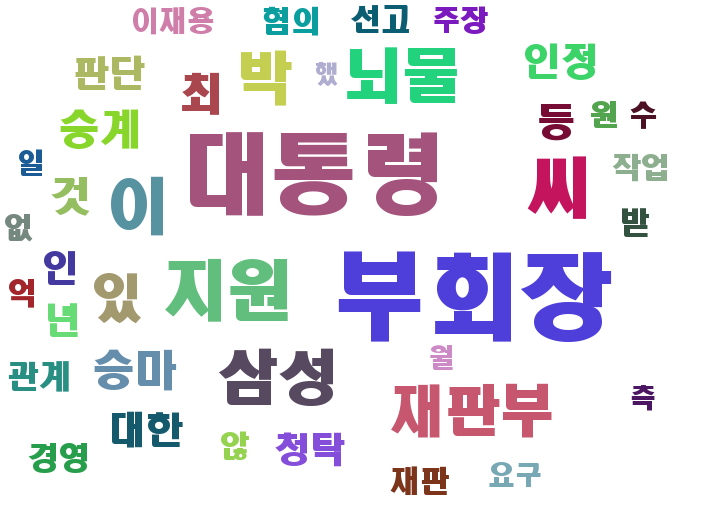 이재용 혐의 선고 주장
판단 최 박 했 뇌물 인정
승계 등 원 수
일 것 이 대통령 씨 작업
없 받
인 지원 부회장
억 년 있
월
관계 승마 삼성 재판부 측
대한
경영 않 청탁
재판 요구